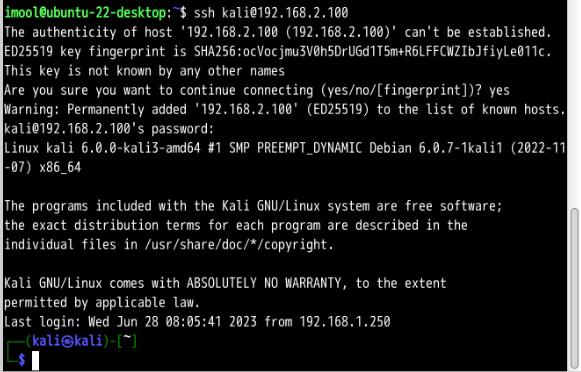 imool@ubuntu-22-desktop:~$ ssh kali@192.168.2.100
The authenticity of host '192.168.2.100 (192.168.2.100)' can't be established.
ED25519 key fingerprint is SHA256:ocVocjmu3V0h5DrUGd1T5m+R6LFFCWZIbJfiyLe011c.
This key is not known by any other names
Are you sure you want to continue connecting (yes/no/[fingerprint])? yes
Warning: Permanently added '192.168.2.100' (ED25519) to the list of known hosts.
kali@192.168.2.100's password:
Linux kali 6.0.0-kali3-amd64 #1 SMP PREEMPT_DYNAMIC Debian 6.0.7-1kali1 (2022-11
-07) x86_64
The programs included with the Kali GNU/Linux system are free software;
the exact distribution terms for each program are described in the
individual files in /usr/share/doc/*/copyright.
Kali GNU/Linux comes with ABSOLUTELY NO WARRANTY, to the extent
permitted by applicable law.
Last login: Wed Jun 28 08:05:41 2023 from 192.168.1.250
┌──(kali㉿kali)-[~]
└─$